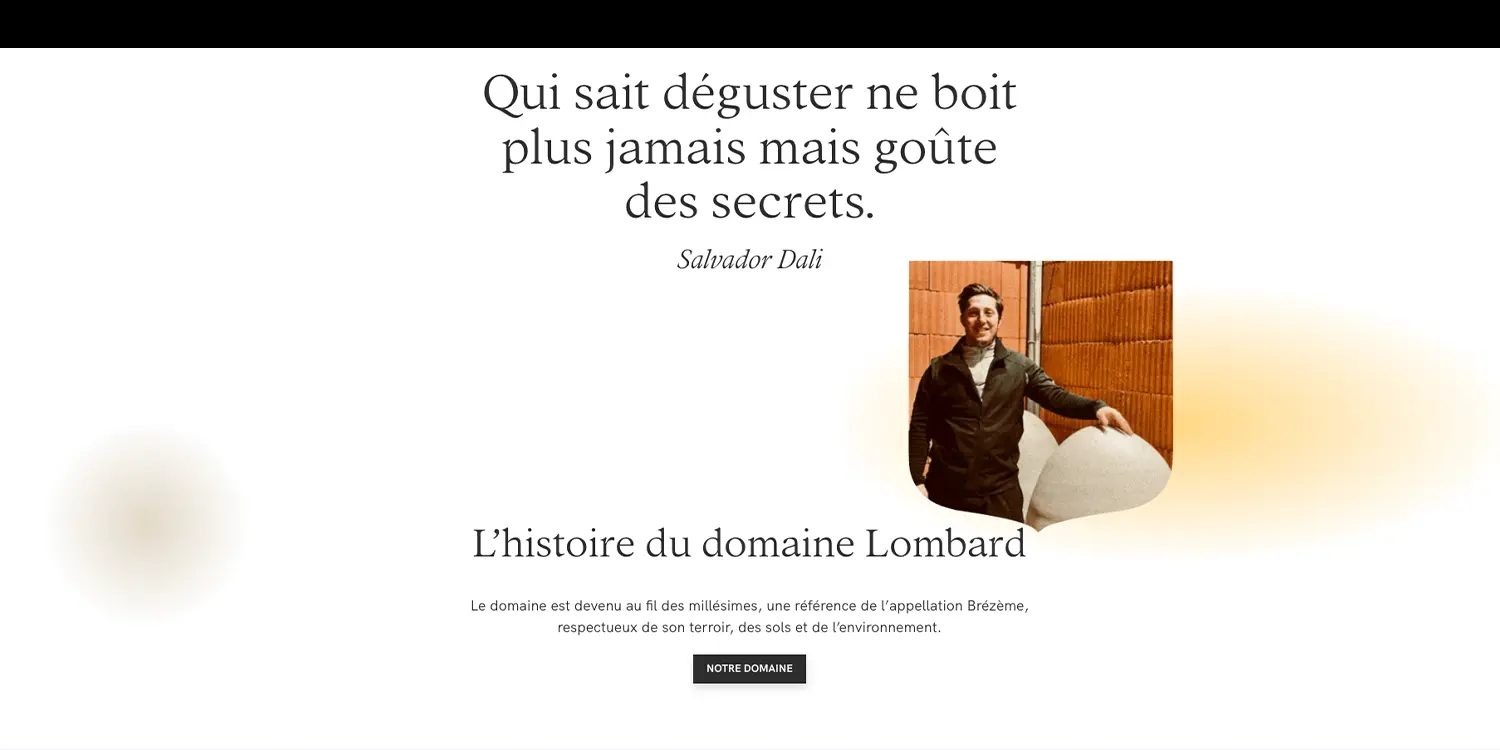 Qui sait déguster ne boit
plus jamais mais goûte
des secrets.
Salvador Dali
L’histoire du domaine Lombard
Le domaine est devenu au fil des millésimes, une référence de l’appellation Brézème,
respectueux de son terroir, des sols et de l’environnement.
NOTRE DOMAINE